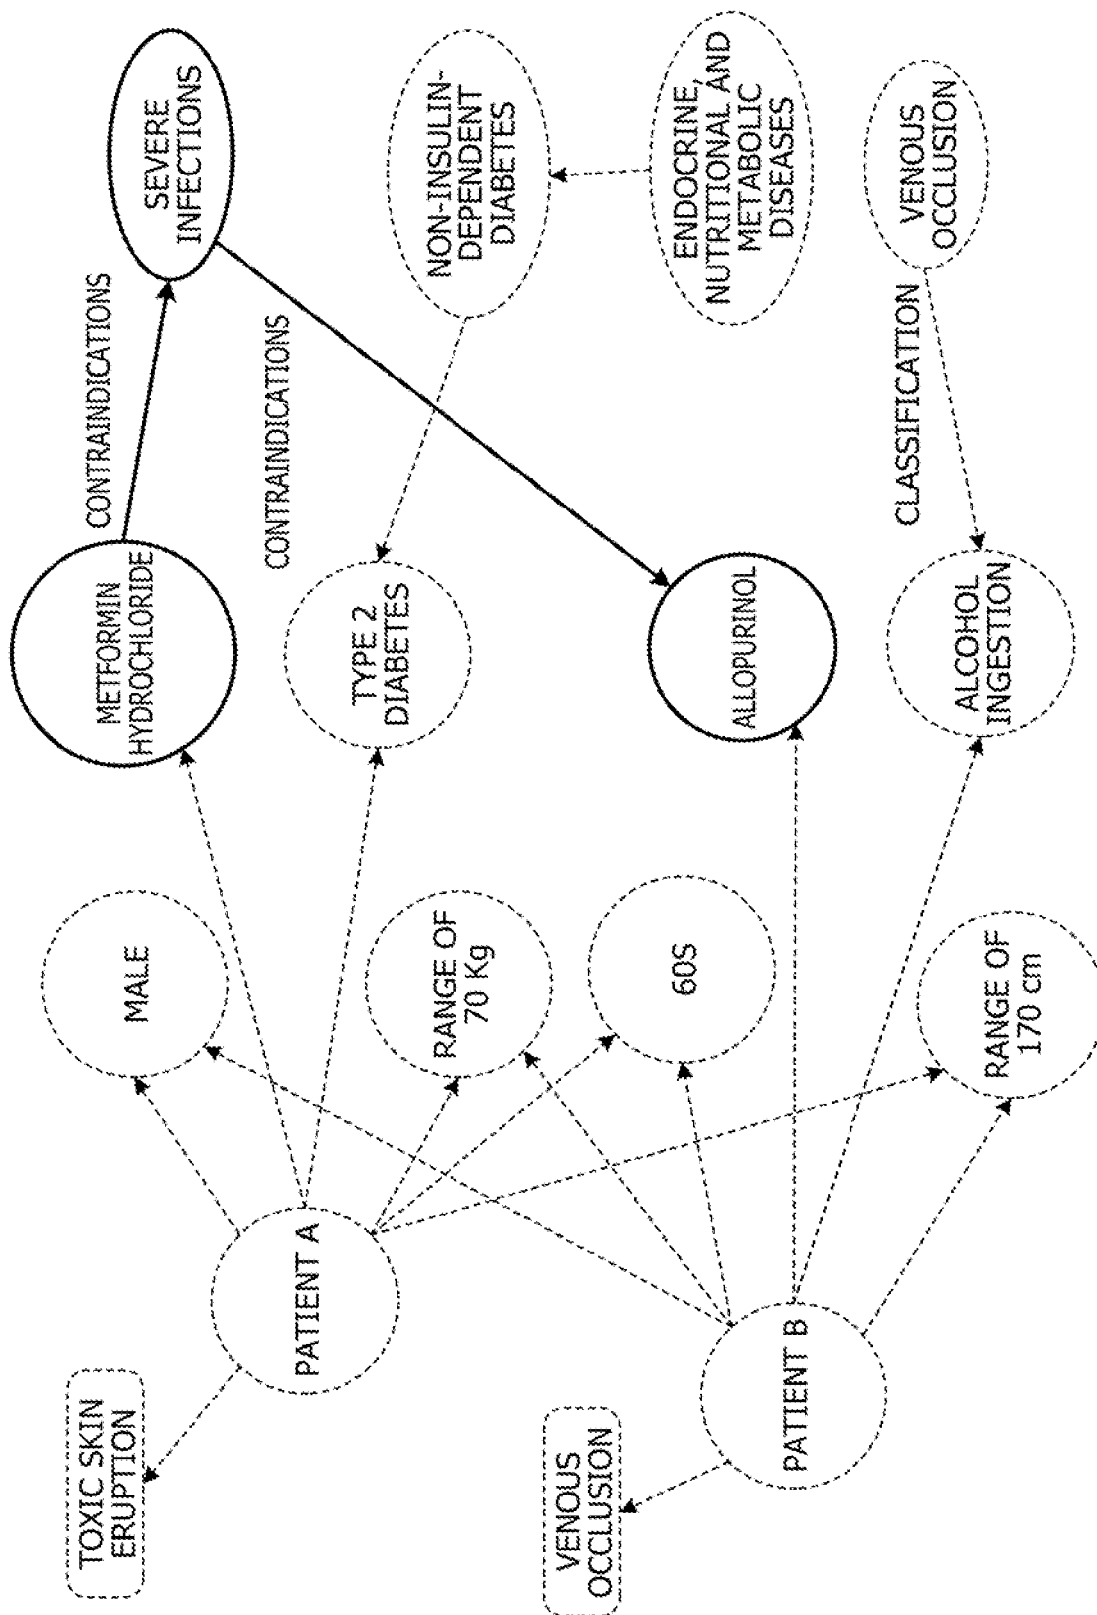 TOXIC SKIN
ERUPTION
PATIENT A
VENOUS
OCCLUSION
PATIENT B
MALE
RANGE OF
70 Kg
60S
RANGE OF
170 cm
METFORMIN
HYDROCHLORIDE
TYPE 2
DIABETES
ALLOPURINOL
ALCOHOL
INGESTION
CONTRAINDICATIONS
CONTRAINDICATIONS
CLASSIFICATION
SEVERE
INFECTIONS
NON-INSULIN-
DEPENDENT
DIABETES
ENDOCRINE,
NUTRITIONAL AND
METABOLIC
DISEASES
VENOUS
OCCLUSION